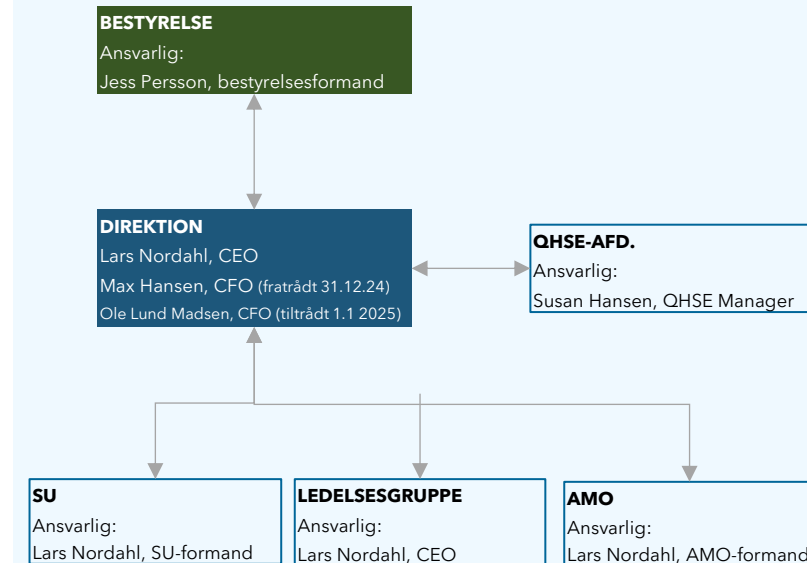 BESTYRELSE
Ansvarlig:
Jess Persson, bestyrelsesformand
DIREKTION
Lars Nordahl, CEO
Max Hansen, CFO (fratrådt 31.12.24)
Ole Lund Madsen, CFO (tiltrådt 1.1 2025)
QHSE-AFD.
Ansvarlig:
Susan Hansen, QHSE Manager
SU
Ansvarlig:
Lars Nordahl, SU-formand
LEDELSESGRUPPE
Ansvarlig:
Lars Nordahl, CEO
AMO
Ansvarlig:
Lars Nordahl, AMO-formand